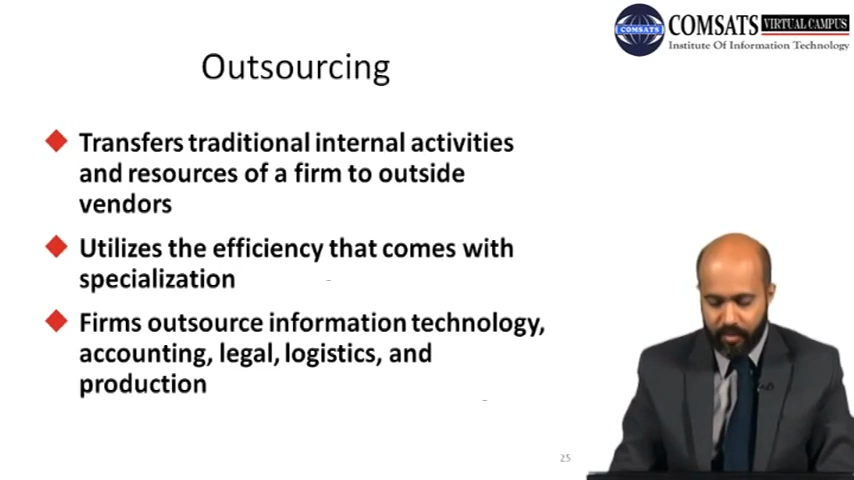 COMSATS
COMSATS VIRTUAL CAMPUS
Institute Of Information Technology
Outsourcing
Transfers traditional internal activities
and resources of a firm to outside
vendors
Utilizes the efficiency that comes with
specialization
Firms outsource information technology,
accounting, legal, logistics, and
production
25